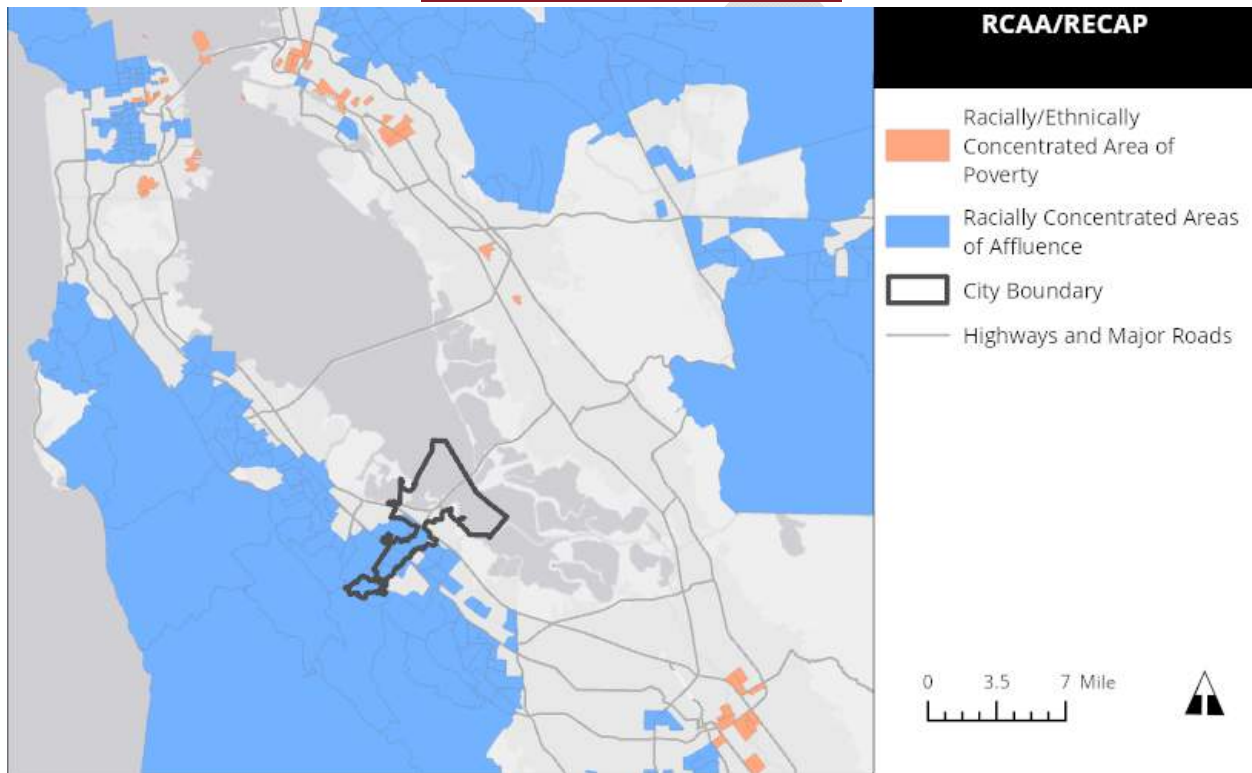 RCAA/RECAP
Racially/Ethnically
Concentrated Area of
Poverty
Racially Concentrated Areas
of Affluence
City Boundary
Highways and Major Roads
0 3.5 7 Mile